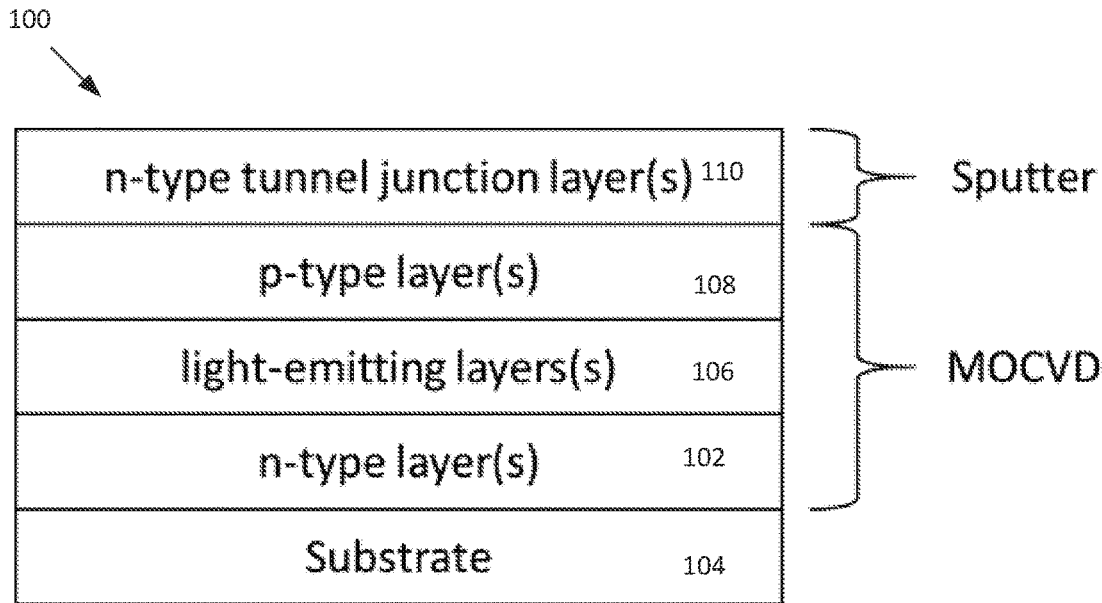 100
n-type tunnel junction layer(s) 110
Sputter
p-type layer(s) 108
light-emitting layers(s) 106
MOCVD
n-type layer(s) 102
Substrate 104